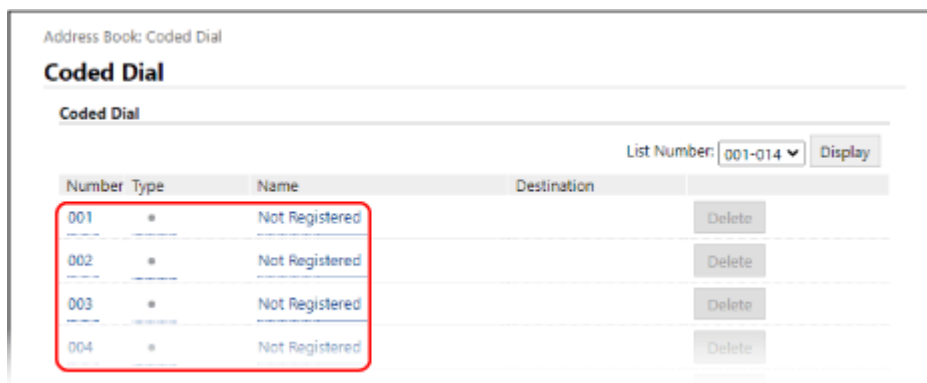 Address Book: Coded Dial
Coded Dial
Coded Dial
List Number: 001-014 Display
Number Type Name Destination
001 Not Registered Delete
002 Not Registered Delete
003 Not Registered Delete
004 Not Registered Delete